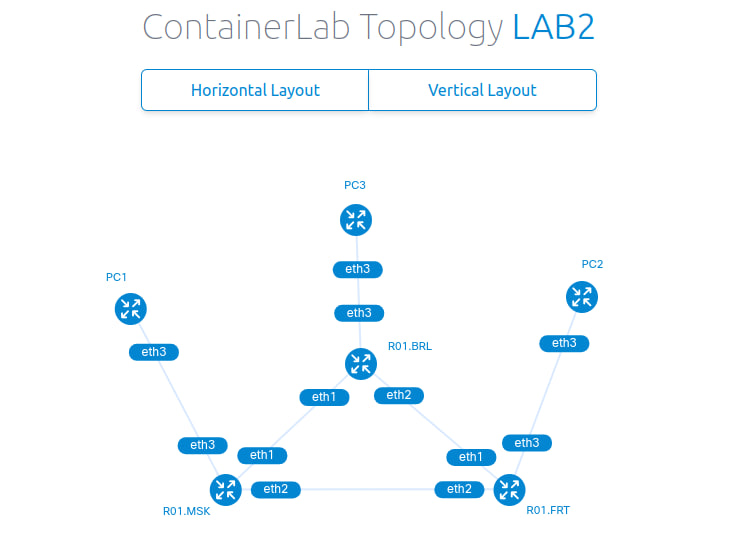 ContainerLab Topology LAB2
Horizontal Layout
Vertical Layout
PC3
eth3
PC2
PC1
eth3
eth3
eth3
R01.BRL
eth1
eth2
eth3
eth3
eth1
eth1
eth2
eth2
R01.MSK
R01.FRT